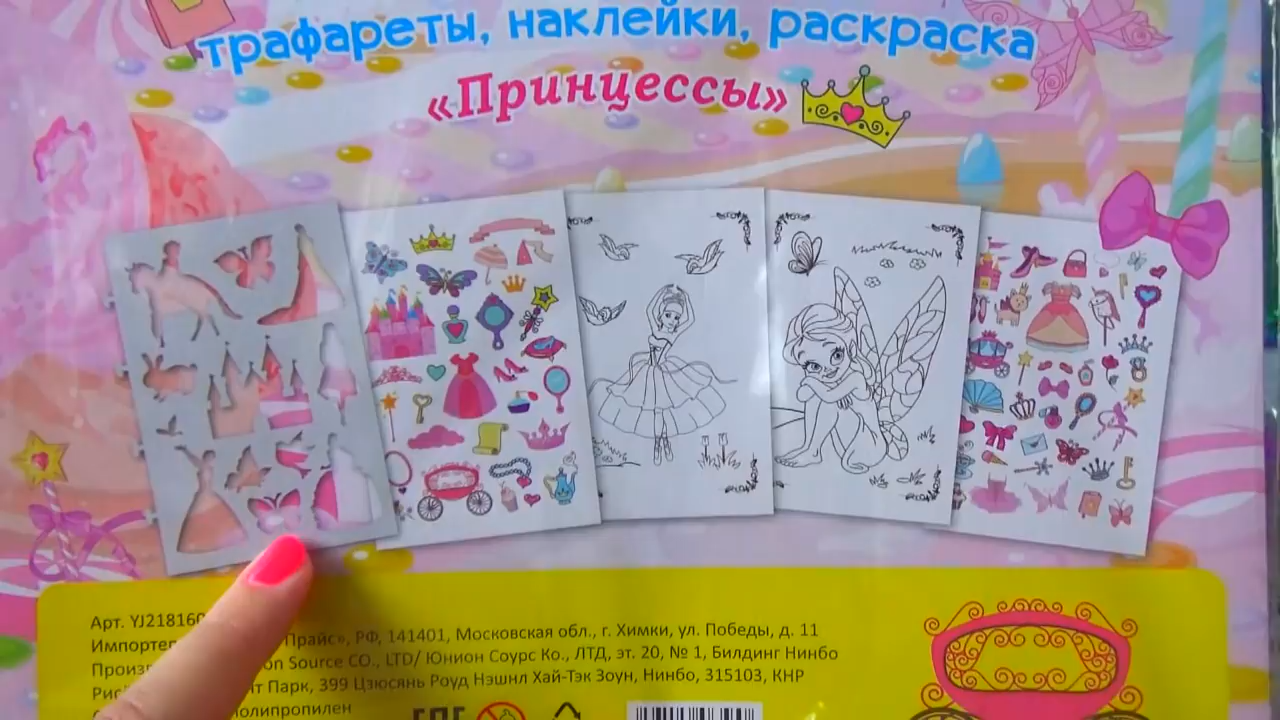 трафареты, наклейки, раскраска
«Принцессы»
Арт. YJ218160
Импортер Прайс», РФ, 141401, Московская обл., г. Химки, ул. Победы, д. 11
on Source CO., LTD/ Юнион Соурс Ко., ЛТД, эт. 20, № 1, Билдинг Нинбо
нт Парк, 399 Цзюсянь Роуд Нэшнл Хай-Тэк Зоун, Нинбо, 315103, КНР